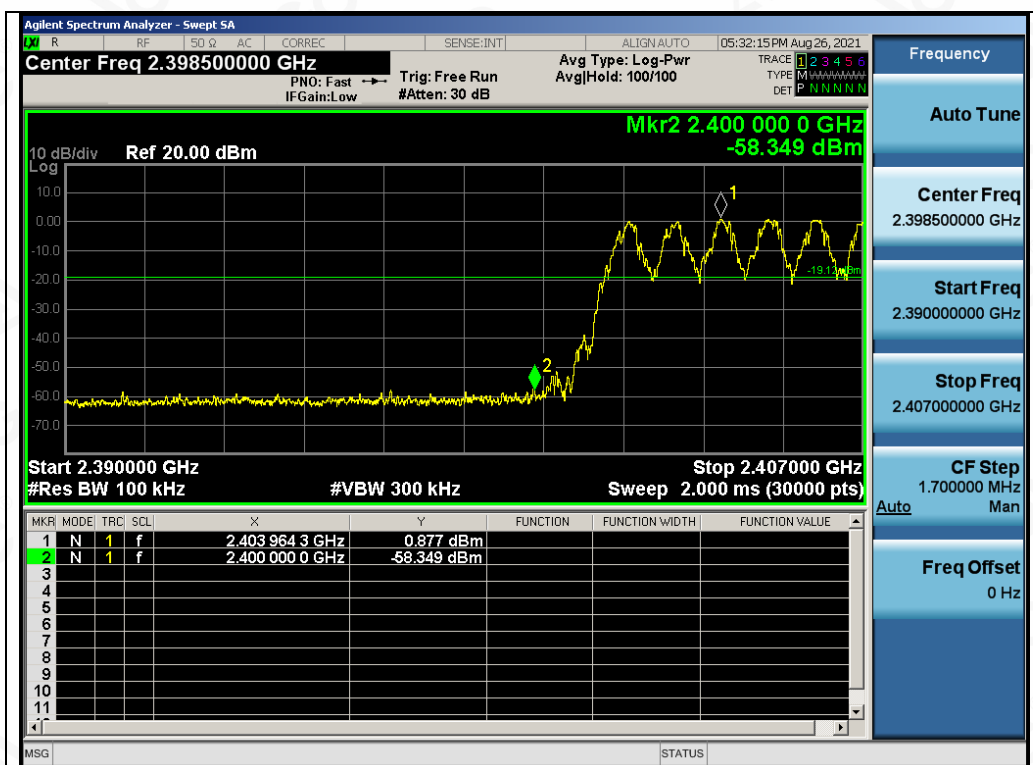 Agilent Spectrum Analyzer - Swept SA
LXI R RF 50 Ω AC CORREC SENSE:INT ALIGN AUTO 05:32:15 PM Aug 26, 2021
Center Freq 2.398500000 GHz
PNO: Fast
IFGain:Low
Trig: Free Run
#Atten: 30 dB
Avg Type: Log-Pwr
Avg|Hold: 100/100
TRACE 1 2 3 4 5 6
TYPE M
DET P N N N N N
Mkr2 2.400 000 0 GHz
-58.349 dBm
10 dB/div Ref 20.00 dBm
Log
10.0
0.00
-10.0
-20.0
-30.0
-40.0
-50.0
-60.0
-70.0
1
2
Start 2.390000 GHz Stop 2.407000 GHz
#Res BW 100 kHz #VBW 300 kHz Sweep 2.000 ms (30000 pts)
MKR MODE TRC SCL X Y FUNCTION FUNCTION WIDTH FUNCTION VALUE
1 N 1 f 2.403 964 3 GHz 0.877 dBm
2 N 1 f 2.400 000 0 GHz -58.349 dBm
3
4
5
6
7
8
9
10
11
MSG STATUS
Frequency
Auto Tune
Center Freq
2.398500000 GHz
Start Freq
2.390000000 GHz
Stop Freq
2.407000000 GHz
CF Step
1.700000 MHz
Auto Man
Freq Offset
0 Hz